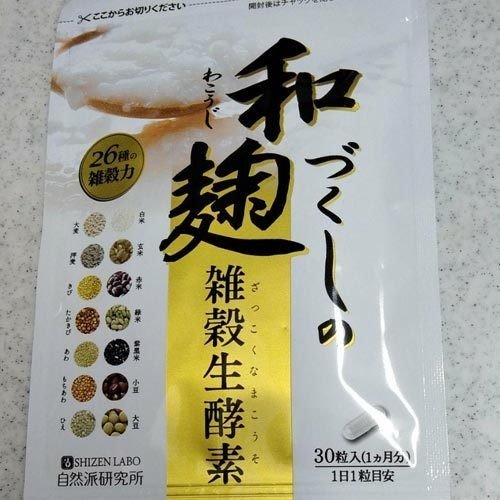 ここからお切りください
開封後はチャックを
和麹づくしの
わこうじ
26種の
雑穀力
雑穀生酵素
ざっこくなまこうそ
大麦
白米
押麦
玄米
きび
赤米
たかきび
緑米
あわ
紫黒米
もちあわ
小豆
ひえ
大豆
SHIZEN LABO
自然派研究所
30粒入(1ヵ月分)
1日1粒目安